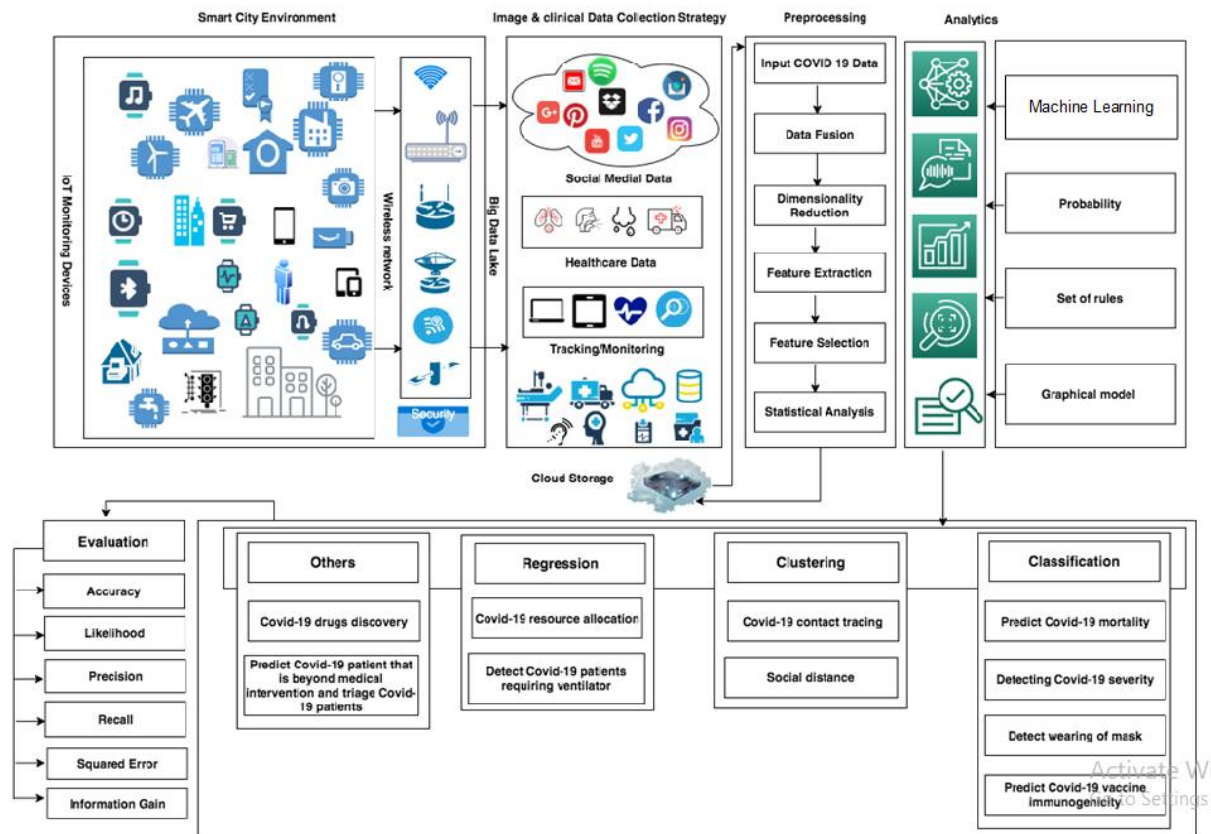 Smart City Environment
Image & clinical Data Collection Strategy
Preprocessing
Analytics
IoT Monitoring Devices
Wireless network
Security
Big Data Lake
Social Medial Data
Healthcare Data
Tracking/Monitoring
Input COVID 19 Data
Data Fusion
Dimensionality
Reduction
Feature Extraction
Feature Selection
Statistical Analysis
Machine Learning
Probability
Set of rules
Graphical model
Cloud Storage
Evaluation
Accuracy
Likelihood
Precision
Recall
Squared Error
Information Gain
Others
Covid-19 drugs discovery
Predict Covid-19 patient that
is beyond medical
intervention and triage Covid-
19 patients
Regression
Covid-19 resource allocation
Detect Covid-19 patients
requiring ventilator
Clustering
Covid-19 contact tracing
Social distance
Classification
Predict Covid-19 mortality
Detecting Covid-19 severity
Detect wearing of mask
Predict Covid-19 vaccine
immunogenicity
Activate W
Go to Settings